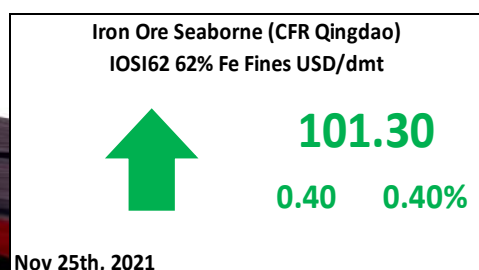 Iron Ore Seaborne (CFR Qingdao)
IOSI62 62% Fe Fines USD/dmt
101.30
0.40 0.40%
Nov 25th, 2021